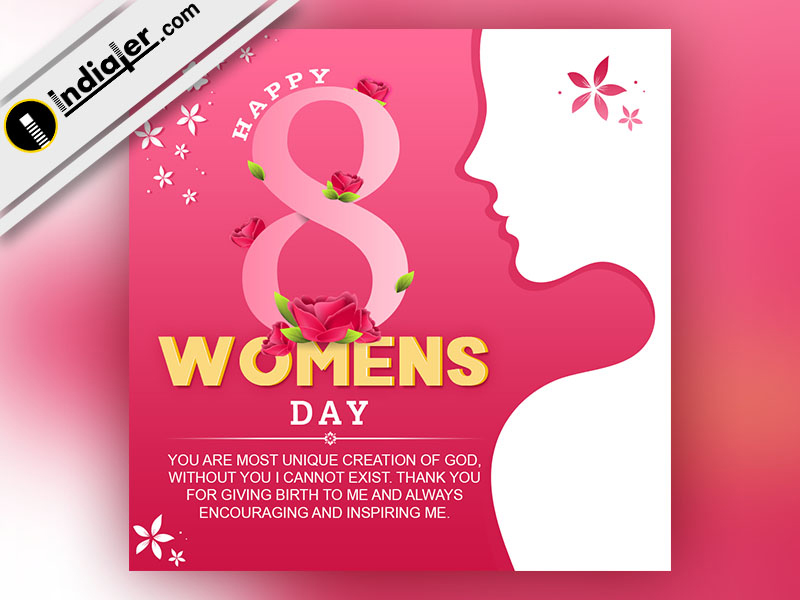 Indiater.com
HAPPY
8
WOMENS
DAY
YOU ARE MOST UNIQUE CREATION OF GOD,
WITHOUT YOU I CANNOT EXIST. THANK YOU
FOR GIVING BIRTH TO ME AND ALWAYS
ENCOURAGING AND INSPIRING ME.